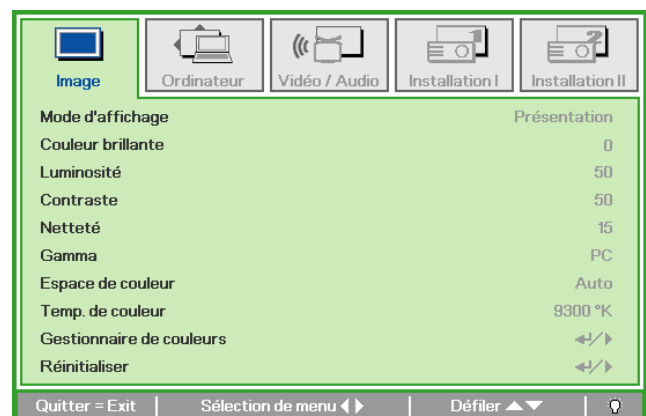 Image Ordinateur Vidéo / Audio Installation I Installation II
Mode d'affichage Présentation
Couleur brillante 0
Luminosité 50
Contraste 50
Netteté 15
Gamma PC
Espace de couleur Auto
Temp. de couleur 9300 °K
Gestionnaire de couleurs
Réinitialiser
Quitter = Exit Sélection de menu Défiler